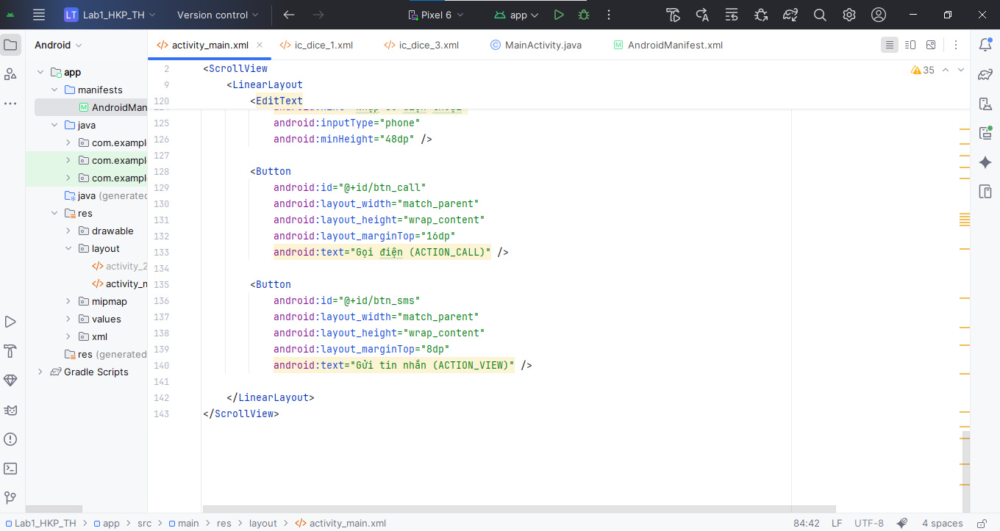 LT Lab1_HKP_TH Version control Pixel 6 app
Android
activity_main.xml ic_dice_1.xml ic_dice_3.xml MainActivity.java AndroidManifest.xml
app
manifests
AndroidMan
java
com.exampl
com.example
com.example
java (generated
res
drawable
layout
activity_2
activity_m
mipmap
values
xml
res (generated
Gradle Scripts
35
2 <ScrollView
9 <LinearLayout
120 <EditText
125 android:inputType="phone"
126 android:minHeight="48dp" />
127
128 <Button
129 android:id="@+id/btn_call"
130 android:layout_width="match_parent"
131 android:layout_height="wrap_content"
132 android:layout_marginTop="16dp"
133 android:text="Gọi điện (ACTION_CALL)" />
134
135 <Button
136 android:id="@+id/btn_sms"
137 android:layout_width="match_parent"
138 android:layout_height="wrap_content"
139 android:layout_marginTop="8dp"
140 android:text="Gửi tin nhắn (ACTION_VIEW)" />
141
142 </LinearLayout>
143 </ScrollView>
Lab1_HKP_TH > app > src > main > res > layout > activity_main.xml 84:42 LF UTF-8 4 spaces